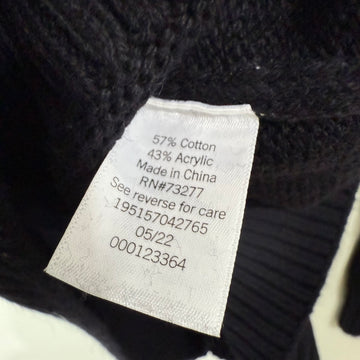 57% Cotton
43% Acrylic
Made in China
RN#73277
See reverse for care
195157042765
05/22
000123364